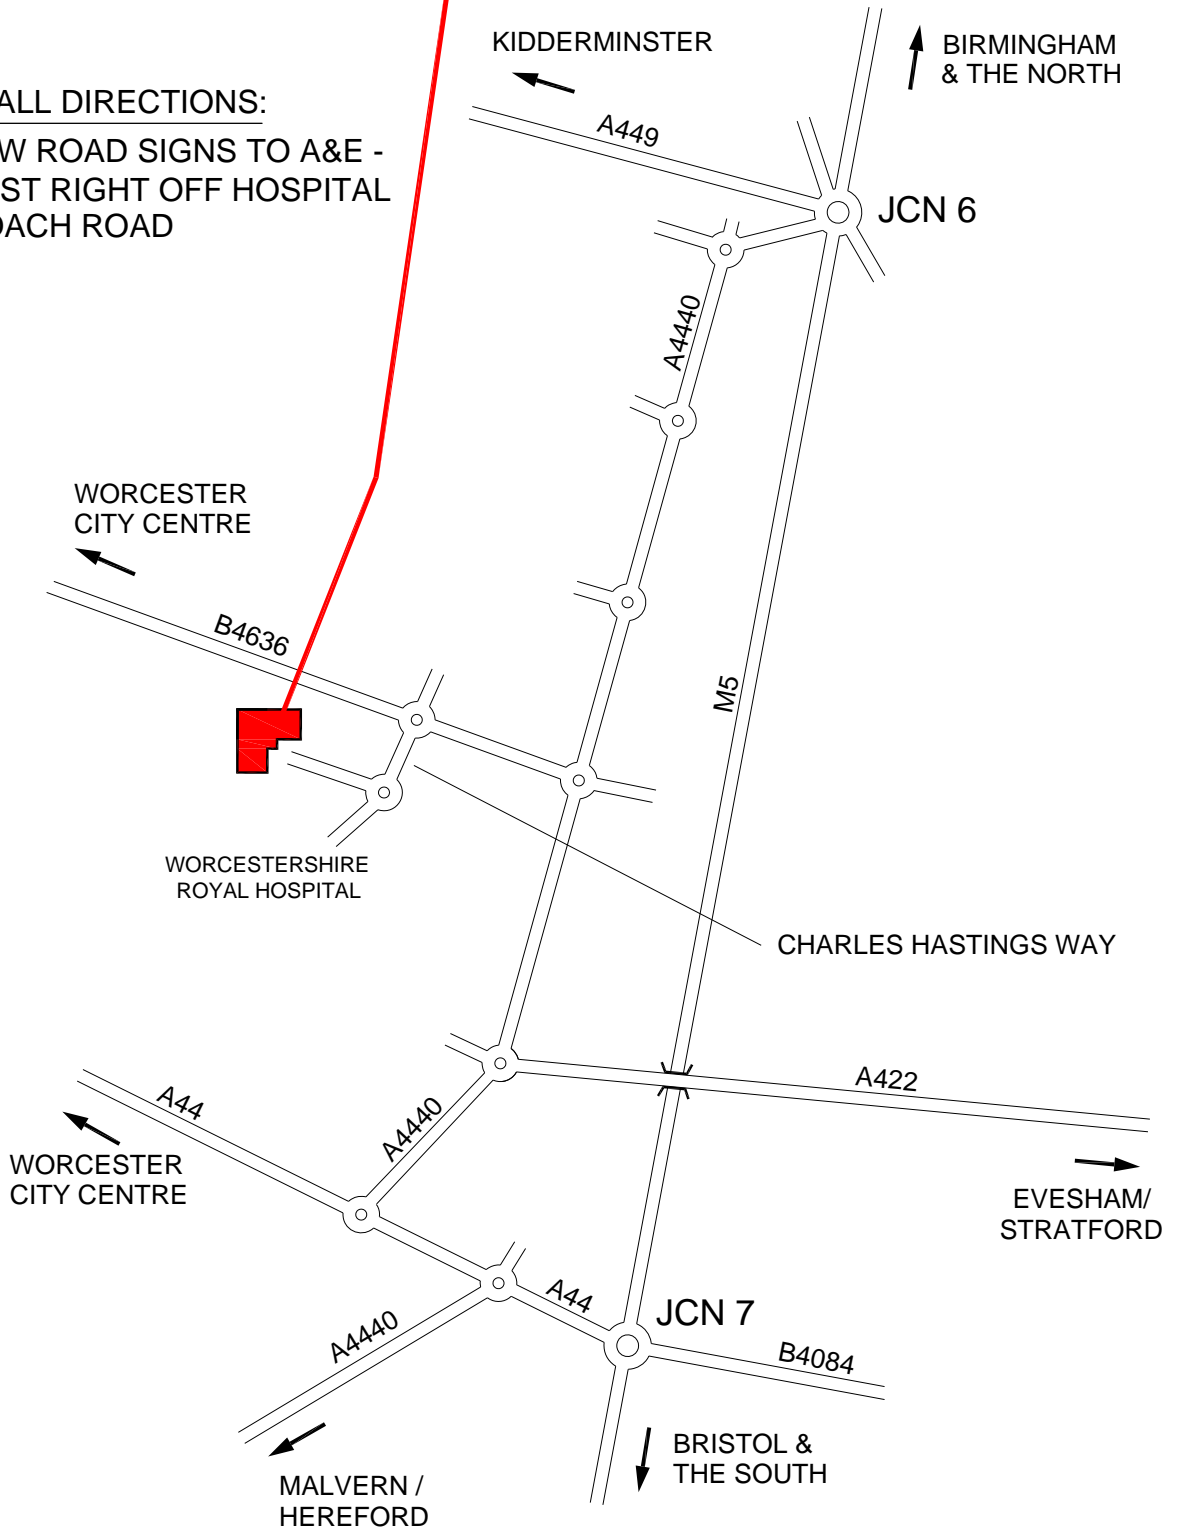 KIDDERMINSTER
BIRMINGHAM
& THE NORTH
ALL DIRECTIONS:
W ROAD SIGNS TO A&E -
ST RIGHT OFF HOSPITAL
OACH ROAD
A449
JCN 6
A4440
WORCESTER
CITY CENTRE
B4636
M5
WORCESTERSHIRE
ROYAL HOSPITAL
CHARLES HASTINGS WAY
A422
A44
A4440
WORCESTER
CITY CENTRE
EVESHAM/
STRATFORD
A44
JCN 7
A4440
B4084
BRISTOL &
THE SOUTH
MALVERN /
HEREFORD